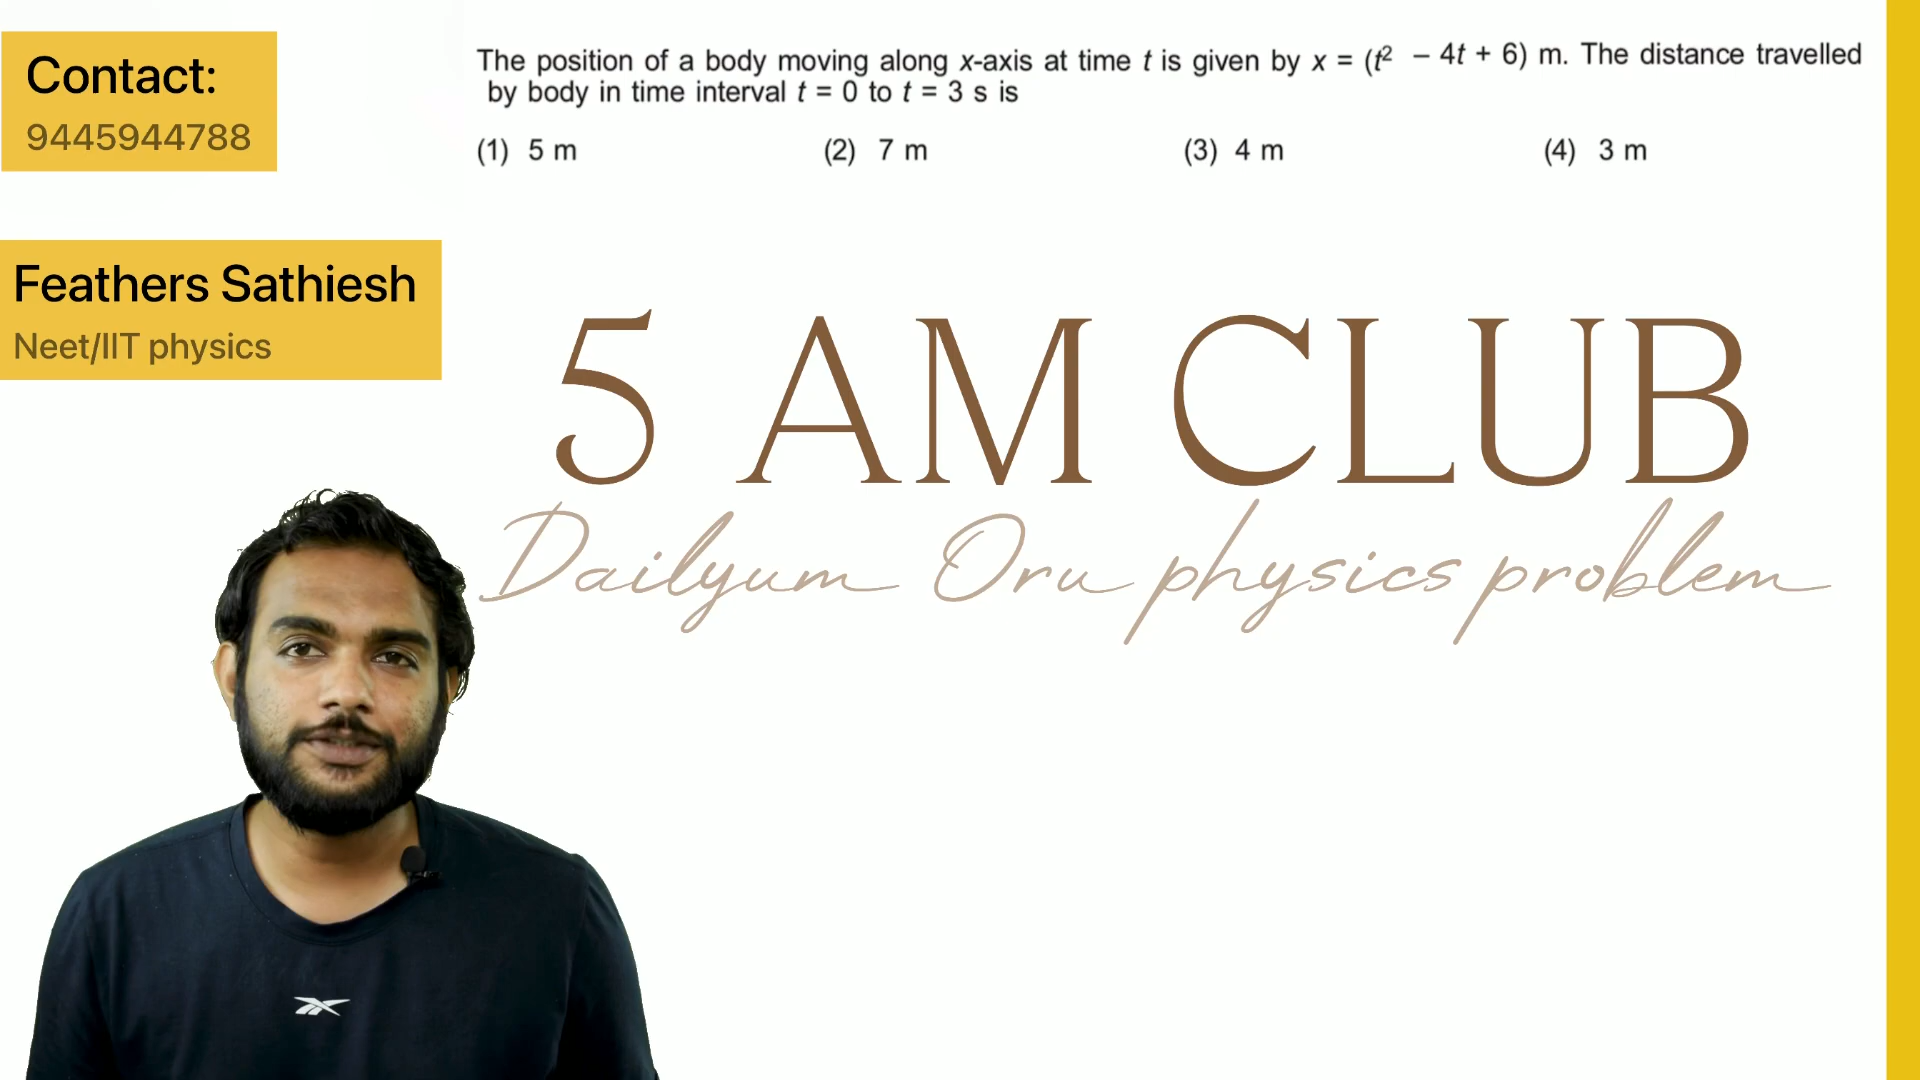 Contact:
9445944788
The position of a body moving along x-axis at time t is given by x = (t² − 4t + 6) m. The distance travelled
by body in time interval t = 0 to t = 3 s is
(1) 5 m (2) 7 m (3) 4 m (4) 3 m
Feathers Sathiesh
Neet/IIT physics
5 AM CLUB
Dailyum Oru physics problem